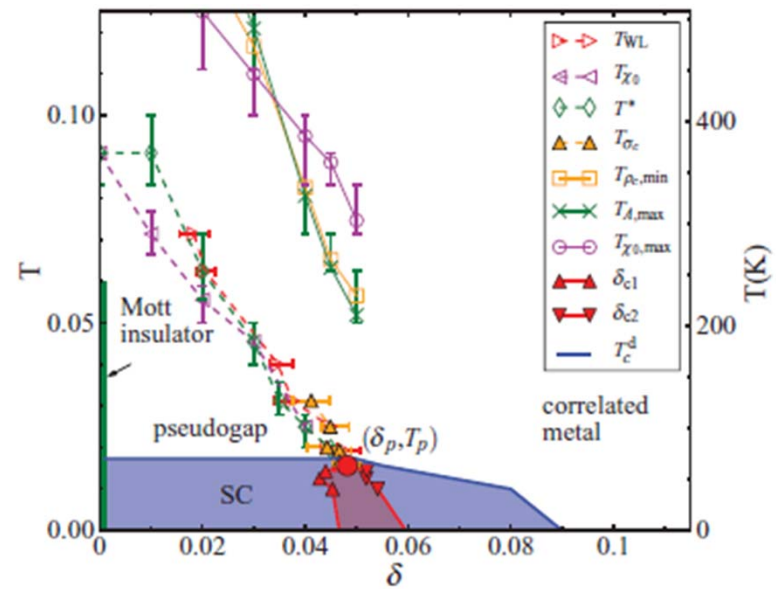 T_WL
T_χ0
T*
T_σc
T_ρc,min
T_A,max
T_χ0,max
δ_c1
δ_c2
T_c^d
0.10
0.05
0.00
T
400
200
0
T(K)
Mott
insulator
pseudogap
(δ_p,T_p)
correlated
metal
SC
0
0.02
0.04
0.06
0.08
0.1
δ